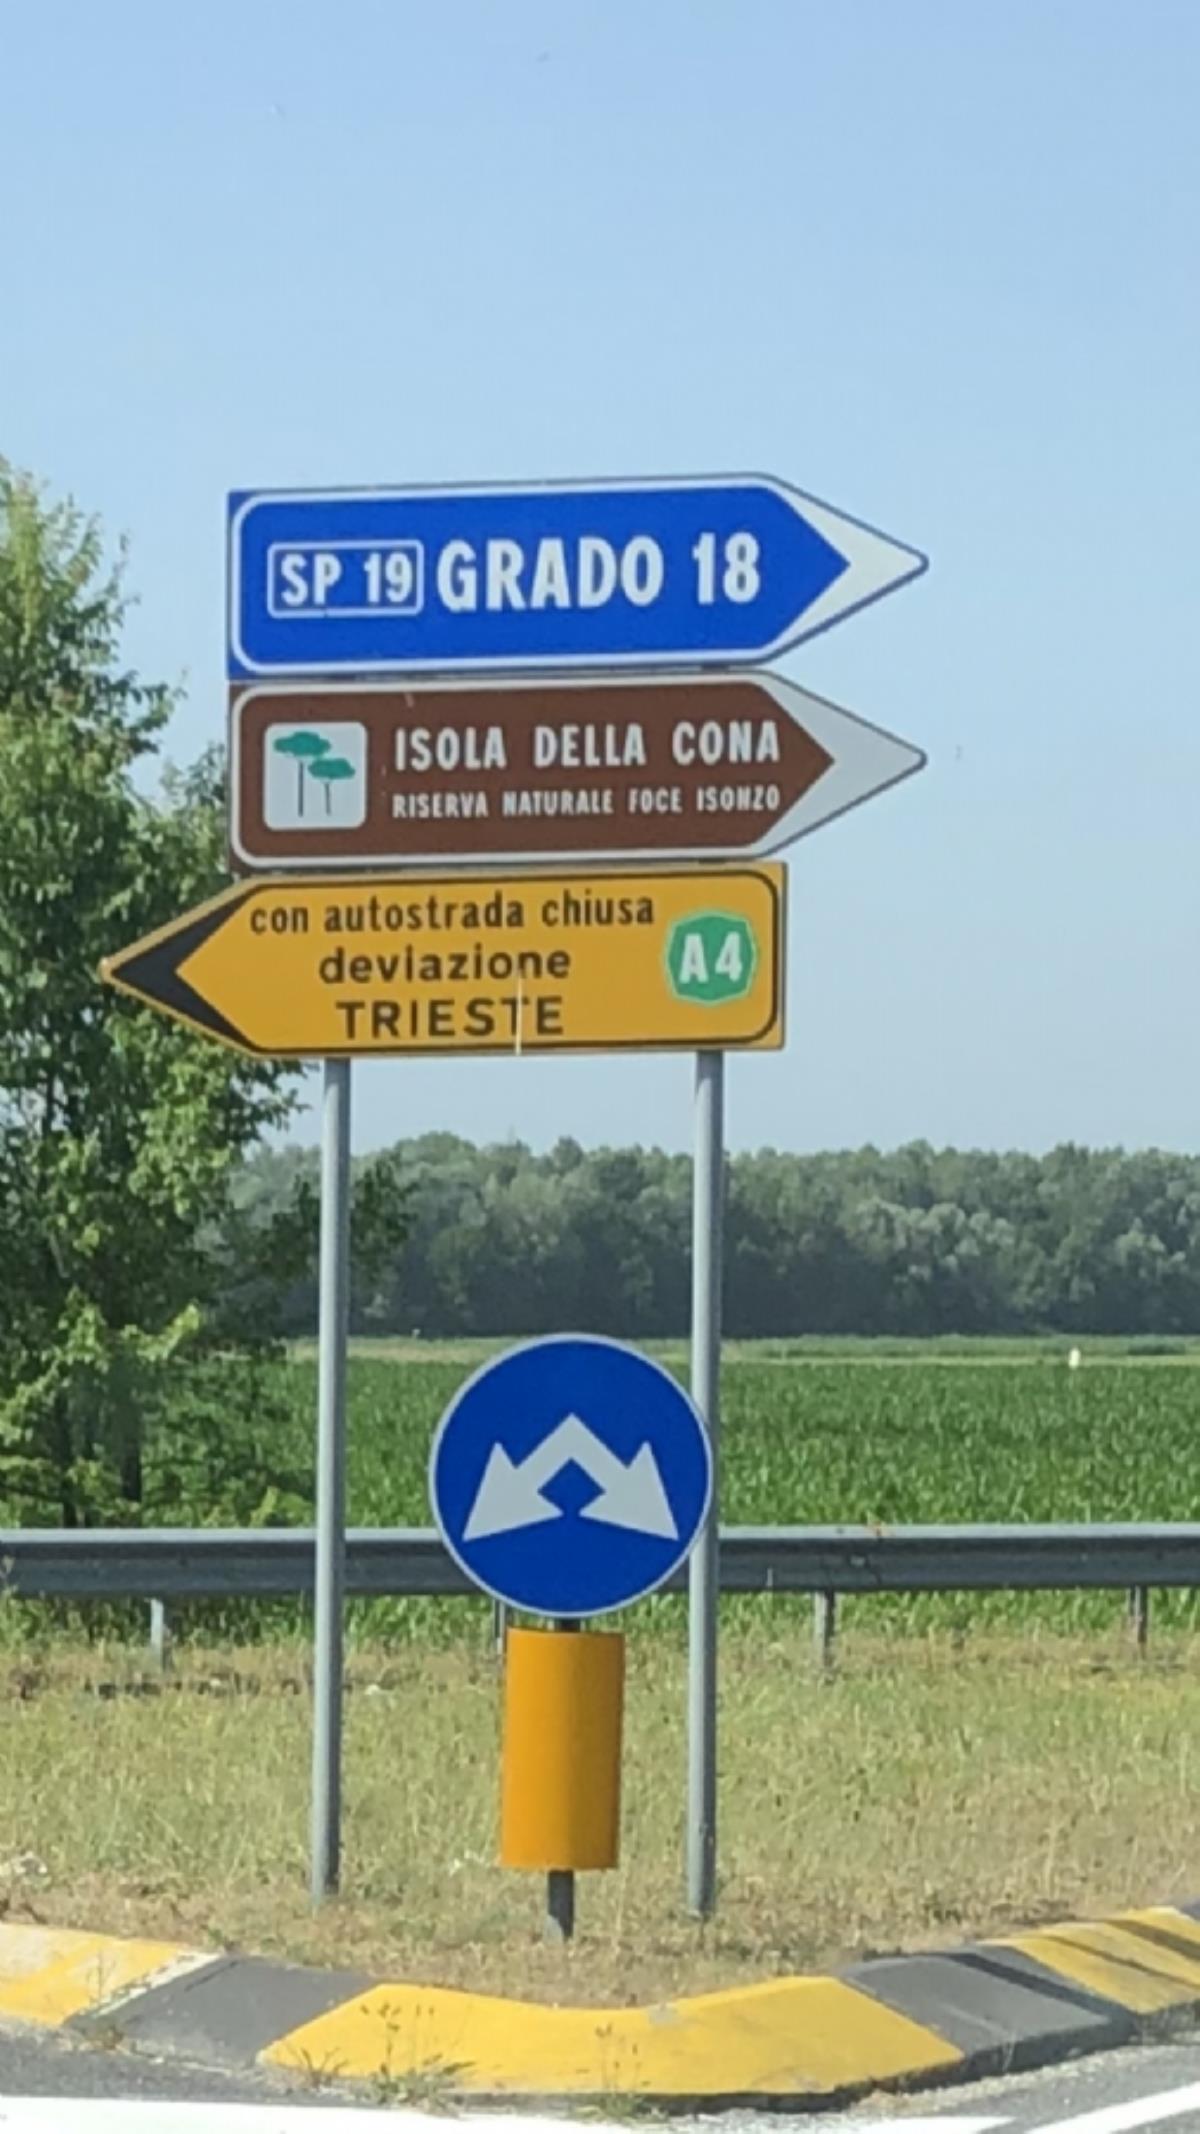 SP 19 GRADO 18
ISOLA DELLA CONA
RISERVA NATURALE FOCE ISONZO
con autostrada chiusa
deviazione A4
TRIESTE